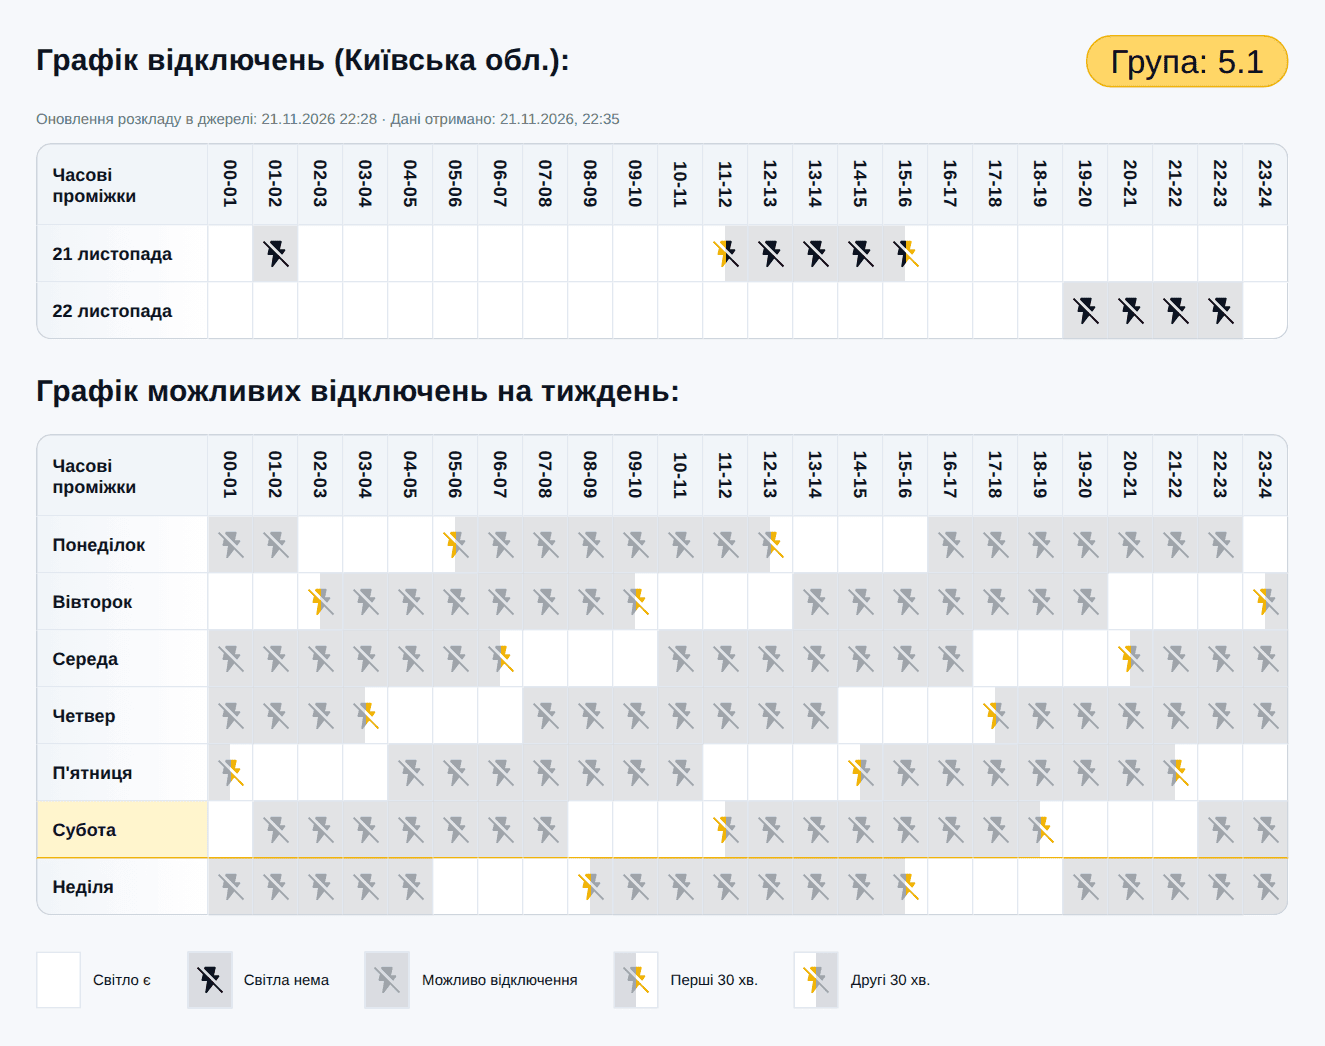 Графік відключень (Київська обл.):
Група: 5.1
Оновлення розкладу в джерелі: 21.11.2026 22:28 · Дані отримано: 21.11.2026, 22:35
Часові проміжки 00-01 01-02 02-03 03-04 04-05 05-06 06-07 07-08 08-09 09-10 10-11 11-12 12-13 13-14 14-15 15-16 16-17 17-18 18-19 19-20 20-21 21-22 22-23 23-24
21 листопада
22 листопада
Графік можливих відключень на тиждень:
Часові проміжки 00-01 01-02 02-03 03-04 04-05 05-06 06-07 07-08 08-09 09-10 10-11 11-12 12-13 13-14 14-15 15-16 16-17 17-18 18-19 19-20 20-21 21-22 22-23 23-24
Понеділок
Вівторок
Середа
Четвер
П'ятниця
Субота
Неділя
Світло є
Світла нема
Можливо відключення
Перші 30 хв.
Другі 30 хв.